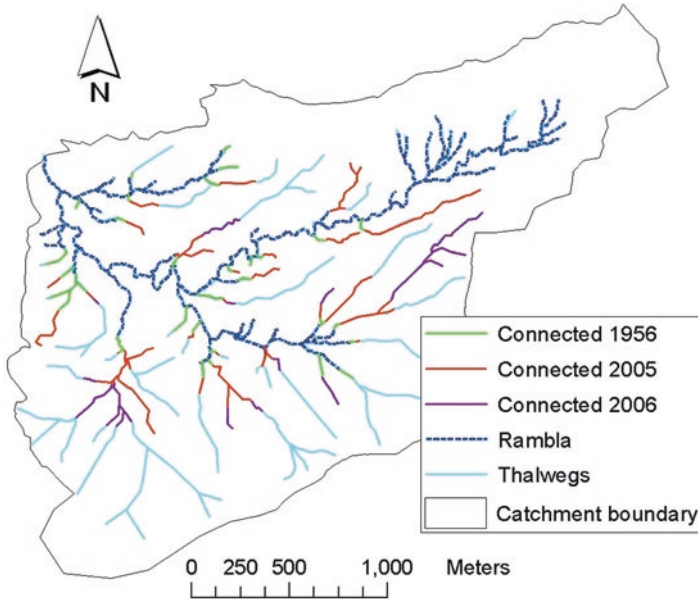 N
Connected 1956
Connected 2005
Connected 2006
Rambla
Thalwegs
Catchment boundary
0 250 500 1,000 Meters